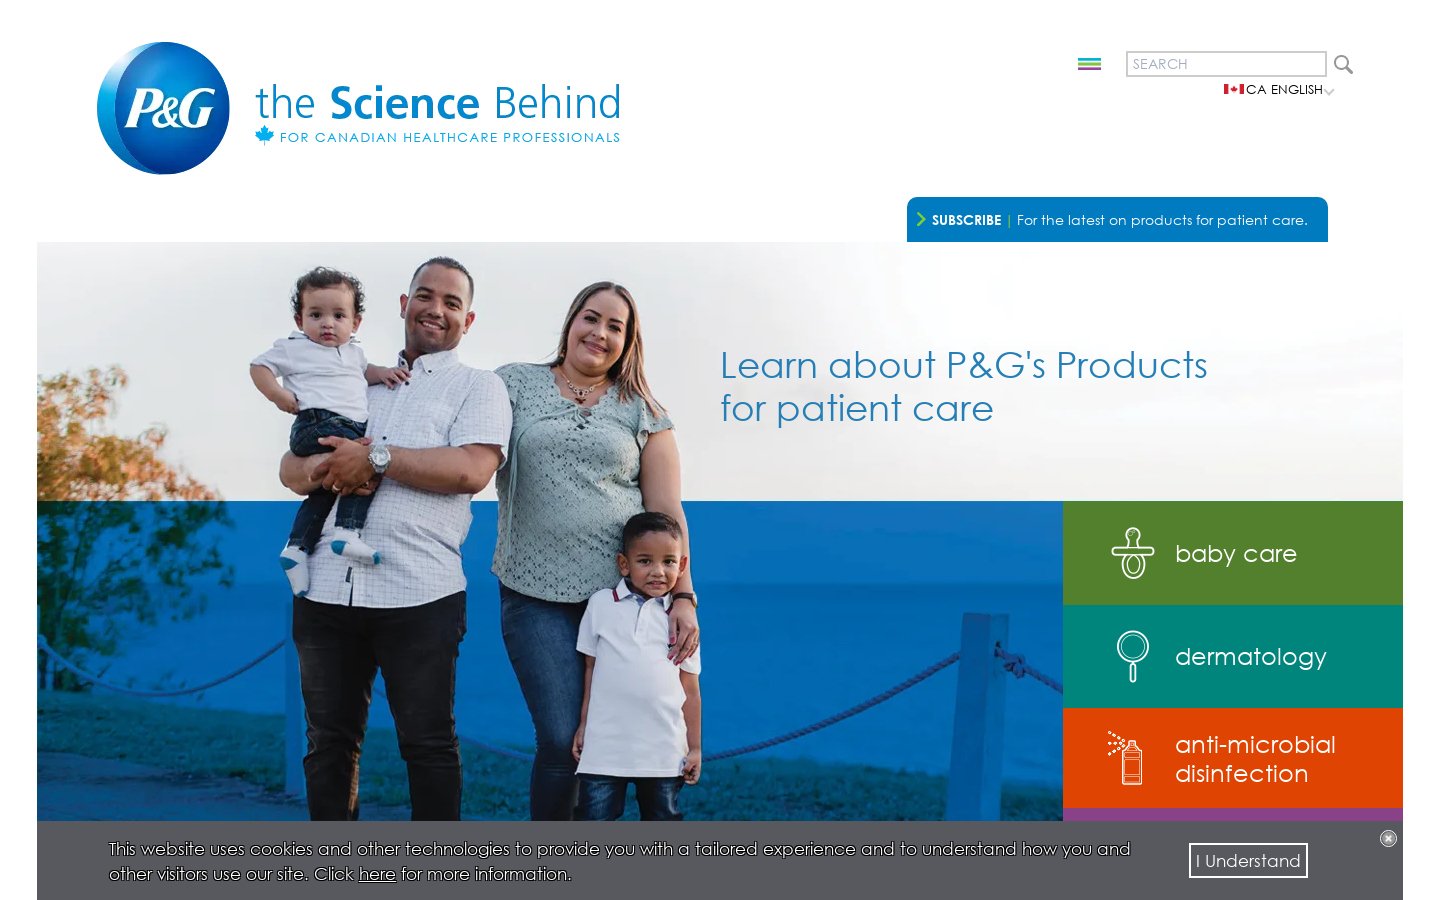 P&G
the Science Behind
FOR CANADIAN HEALTHCARE PROFESSIONALS
SEARCH
CA ENGLISH
SUBSCRIBE | For the latest on products for patient care.
Learn about P&G's Products
for patient care
baby care
dermatology
anti-microbial
disinfection
This website uses cookies and other technologies to provide you with a tailored experience and to understand how you and
other visitors use our site. Click here for more information.
I Understand